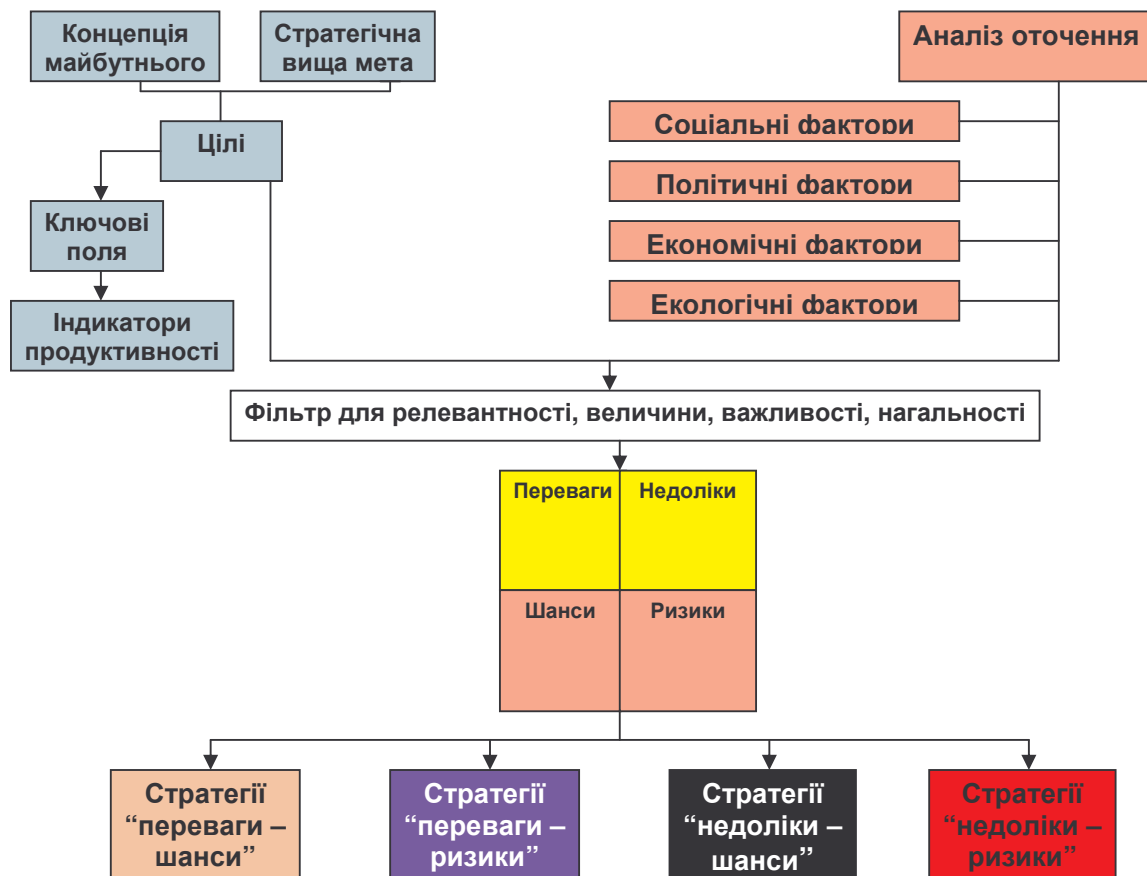 Концепція
майбутнього
Стратегічна
вища мета
Аналіз оточення
Цілі
Ключові
поля
Індикатори
продуктивності
Соціальні фактори
Політичні фактори
Економічні фактори
Екологічні фактори
Фільтр для релевантності, величини, важливості, нагальності
Переваги
Недоліки
Шанси
Ризики
Стратегії
“переваги –
шанси”
Стратегії
“переваги –
ризики”
Стратегії
“недоліки –
шанси”
Стратегії
“недоліки –
ризики”